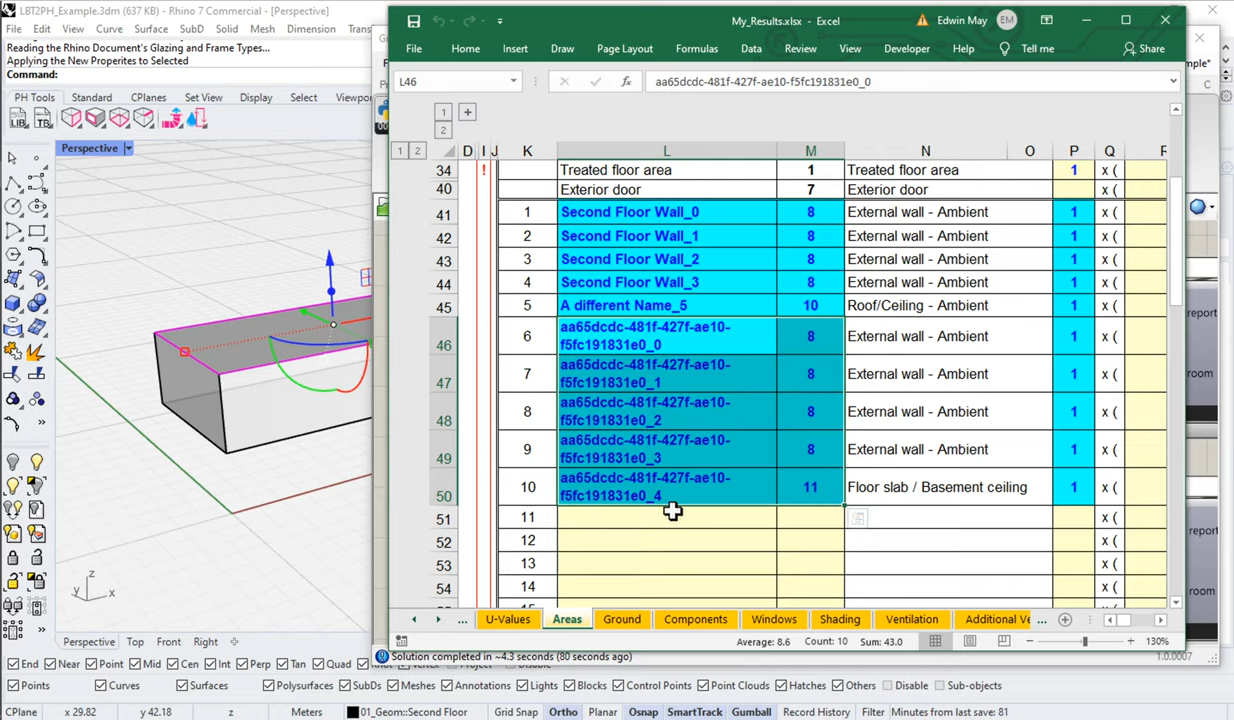 LBT2PH_Example.3dm (637 KB) - Rhino 7 Commercial - [Perspective]
File Edit View Curve Surface SubD Solid Mesh Dimension
Reading the Rhino Document's Glazing and Frame Types...
Applying the New Properites to Selected
Command:
PH Tools Standard CPlanes Set View Display Select
LIB TB
Perspective
My_Results.xlsx - Excel
Edwin May EM
File Home Insert Draw Page Layout Formulas Data Review View Developer Help Tell me Share
L46 fx aa65dcdc-481f-427f-ae10-f5fc191831e0_0
1
2
1 2 D I J K L M N O P Q R
34 ! Treated floor area 1 Treated floor area 1 x (
40 Exterior door 7 Exterior door x (
41 1 Second Floor Wall_0 8 External wall - Ambient 1 x (
42 2 Second Floor Wall_1 8 External wall - Ambient 1 x (
43 3 Second Floor Wall_2 8 External wall - Ambient 1 x (
44 4 Second Floor Wall_3 8 External wall - Ambient 1 x (
45 5 A different Name_5 10 Roof/Ceiling - Ambient 1 x (
46 6 aa65dcdc-481f-427f-ae10-
f5fc191831e0_0 8 External wall - Ambient 1 x (
47 7 aa65dcdc-481f-427f-ae10-
f5fc191831e0_1 8 External wall - Ambient 1 x (
48 8 aa65dcdc-481f-427f-ae10-
f5fc191831e0_2 8 External wall - Ambient 1 x (
49 9 aa65dcdc-481f-427f-ae10-
f5fc191831e0_3 8 External wall - Ambient 1 x (
50 10 aa65dcdc-481f-427f-ae10-
f5fc191831e0_4 11 Floor slab / Basement ceiling 1 x (
51 11 x (
52 12 x (
53 13 x (
54 14 x (
report
room
report
room
z
y x
... U-Values Areas Ground Components Windows Shading Ventilation Additional Ve ...
Average: 8.6 Count: 10 Sum: 43.0 130%
Perspective Top Front Right
Solution completed in ~4.3 seconds (80 seconds ago) 1.0.0007
End Near Point Mid Cen Int Perp Tan Quad
Points Curves Surfaces Polysurfaces SubDs Meshes Annotations Lights Blocks Control Points Point Clouds Hatches Others Disable Sub-objects
CPlane x 29.82 y 42.18 z Meters 01_Geom::Second Floor Grid Snap Ortho Planar Osnap SmartTrack Gumball Record History Filter Minutes from last save: 81